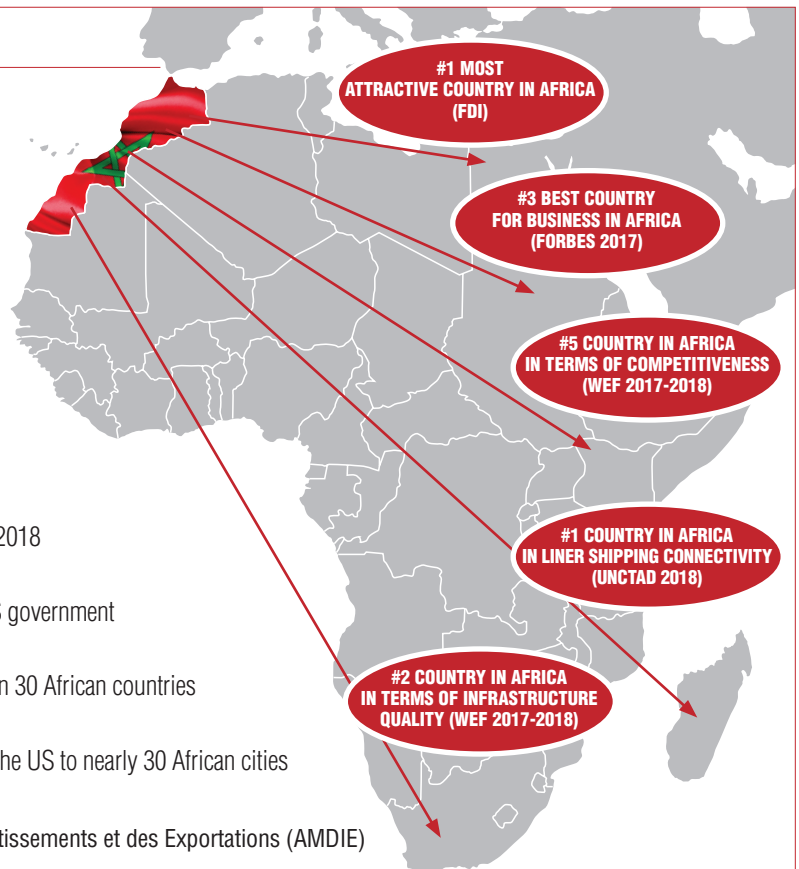 #1 MOST
ATTRACTIVE COUNTRY IN AFRICA
(FDI)
#3 BEST COUNTRY
FOR BUSINESS IN AFRICA
(FORBES 2017)
#5 COUNTRY IN AFRICA
IN TERMS OF COMPETITIVENESS
(WEF 2017-2018)
#1 COUNTRY IN AFRICA
IN LINER SHIPPING CONNECTIVITY
(UNCTAD 2018)
#2 COUNTRY IN AFRICA
IN TERMS OF INFRASTRUCTURE
QUALITY (WEF 2017-2018)
2018
government
30 African countries
the US to nearly 30 African cities
tissements et des Exportations (AMDIE)